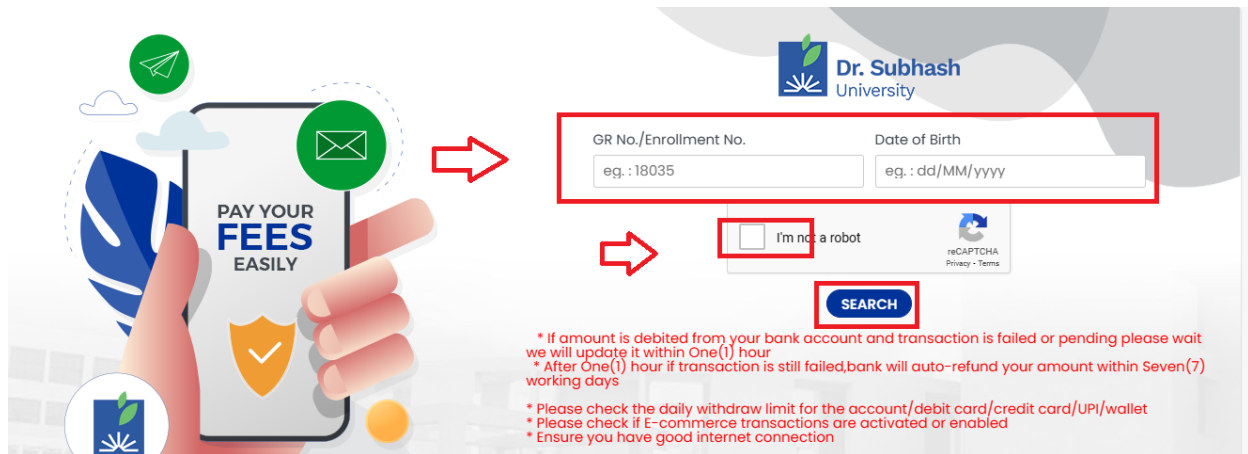 Dr. Subhash
University
GR No./Enrollment No.
Date of Birth
eg. : 18035
eg. : dd/MM/yyyy
PAY YOUR
FEES
EASILY
I'm not a robot
reCAPTCHA
Privacy - Terms
SEARCH
* If amount is debited from your bank account and transaction is failed or pending please wait
we will update it within One(1) hour
* After One(1) hour if transaction is still failed,bank will auto-refund your amount within Seven(7)
working days
* Please check the daily withdraw limit for the account/debit card/credit card/UPI/wallet
* Please check if E-commerce transactions are activated or enabled
* Ensure you have good internet connection